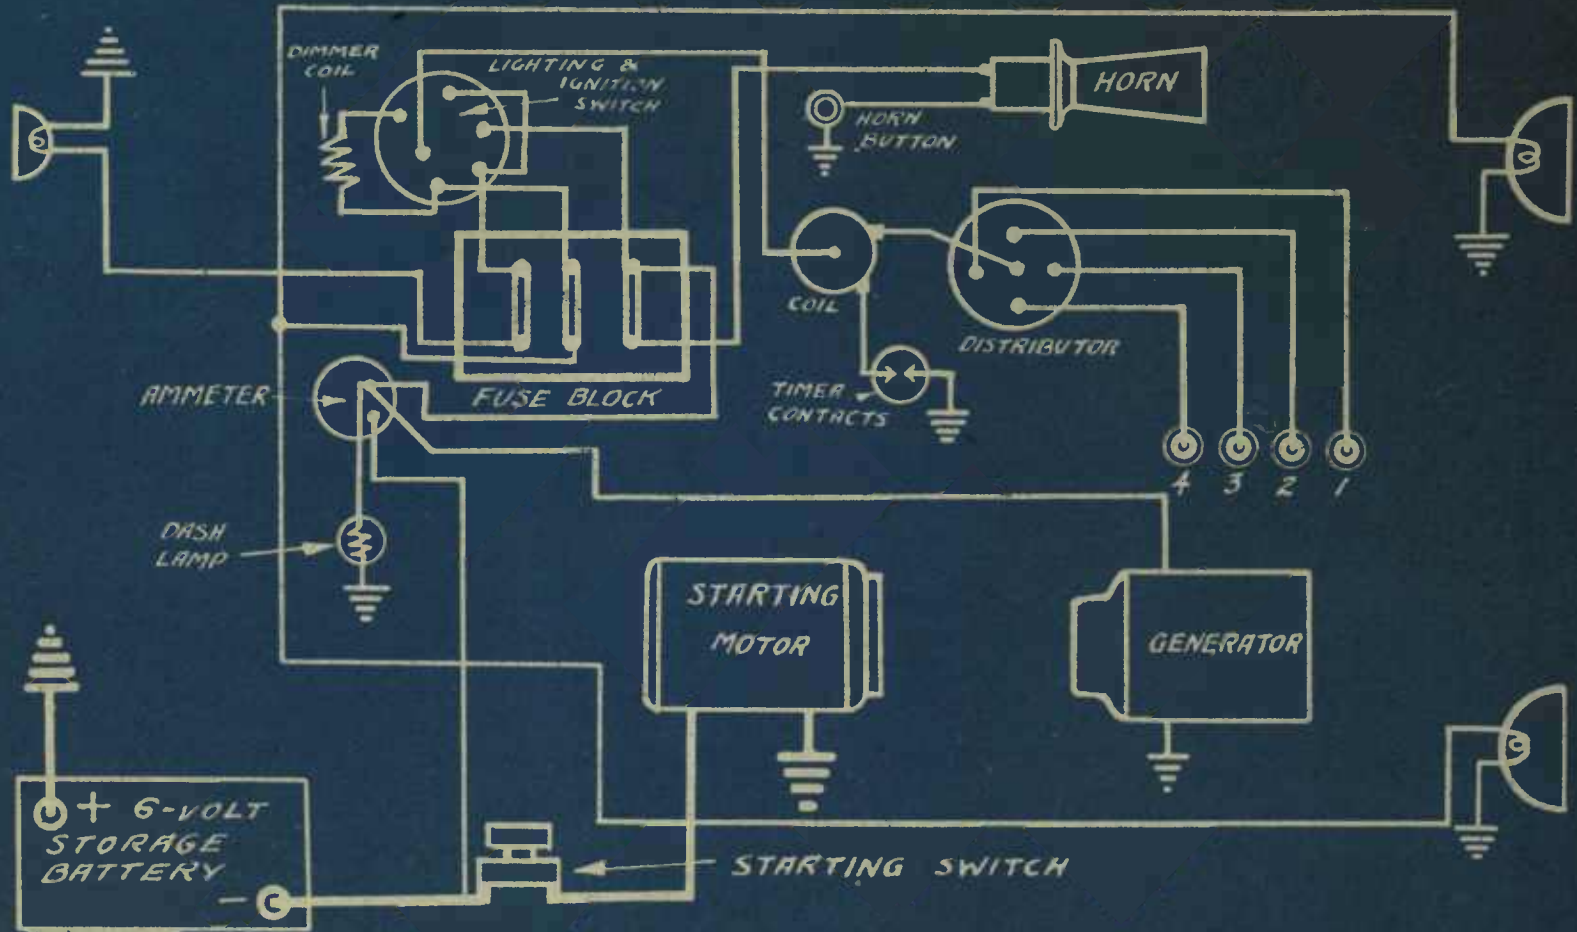 DIMMER
COIL
LIGHTING &
IGNITION
SWITCH
HORN
HORN
BUTTON
COIL
DISTRIBUTOR
AMMETER
FUSE BLOCK
TIMER
CONTACTS
4 3 2 1
DASH
LAMP
STARTING
MOTOR
GENERATOR
+ 6-VOLT
STORAGE
BATTERY
-
STARTING SWITCH